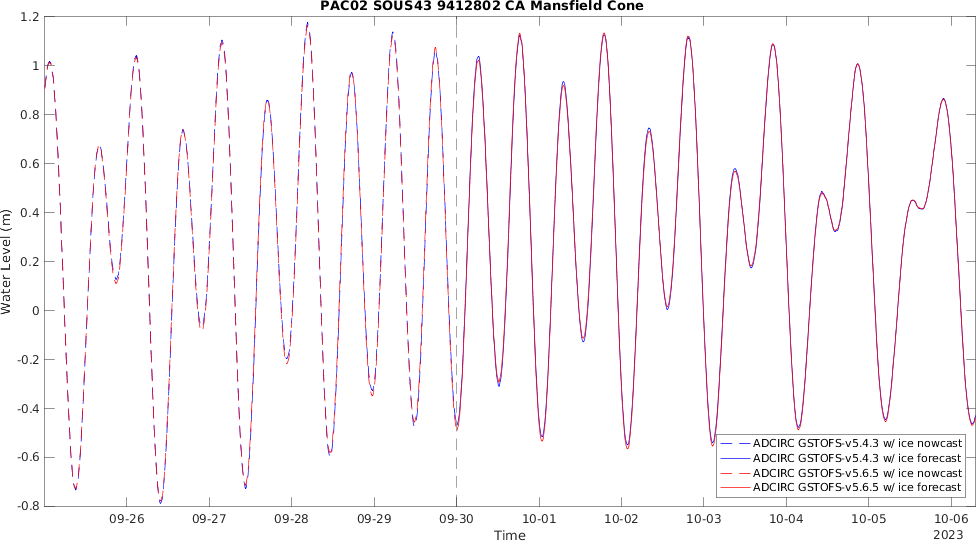 PAC02 SOUS43 9412802 CA Mansfield Cone
1.2
1
0.8
0.6
0.4
0.2
0
-0.2
-0.4
-0.6
-0.8
Water Level (m)
09-26 09-27 09-28 09-29 09-30 10-01 10-02 10-03 10-04 10-05 10-06
2023
Time
ADCIRC GSTOFS-v5.4.3 w/ ice nowcast
ADCIRC GSTOFS-v5.4.3 w/ ice forecast
ADCIRC GSTOFS-v5.6.5 w/ ice nowcast
ADCIRC GSTOFS-v5.6.5 w/ ice forecast